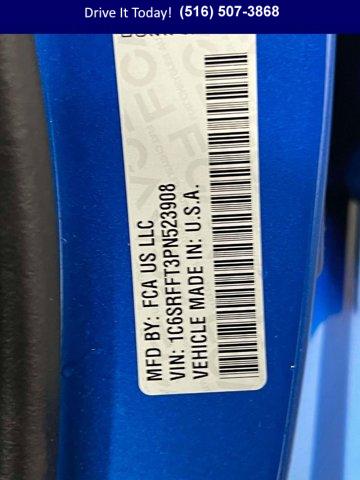 Drive It Today! (516) 507-3868
MFD BY: FCA US LLC
VIN: 1C6SRFFT3PN523908
VEHICLE MADE IN: U.S.A.